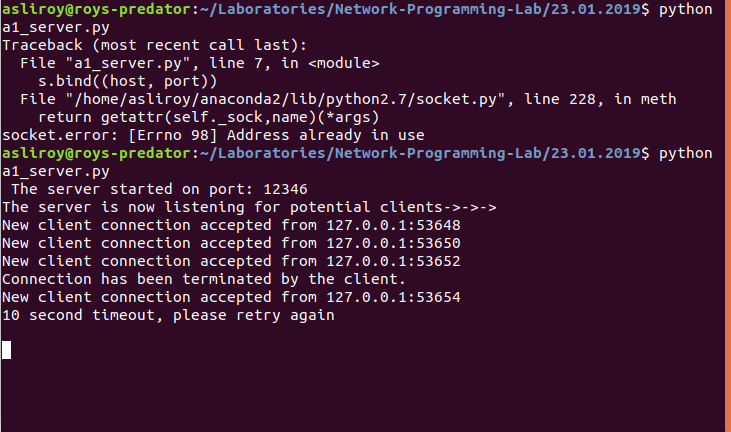 asliroy@roys-predator:~/Laboratories/Network-Programming-Lab/23.01.2019$ python
a1_server.py
Traceback (most recent call last):
  File "a1_server.py", line 7, in <module>
    s.bind((host, port))
  File "/home/asliroy/anaconda2/lib/python2.7/socket.py", line 228, in meth
    return getattr(self._sock,name)(*args)
socket.error: [Errno 98] Address already in use
asliroy@roys-predator:~/Laboratories/Network-Programming-Lab/23.01.2019$ python
a1_server.py
 The server started on port: 12346
The server is now listening for potential clients->->->
New client connection accepted from 127.0.0.1:53648
New client connection accepted from 127.0.0.1:53650
New client connection accepted from 127.0.0.1:53652
Connection has been terminated by the client.
New client connection accepted from 127.0.0.1:53654
10 second timeout, please retry again